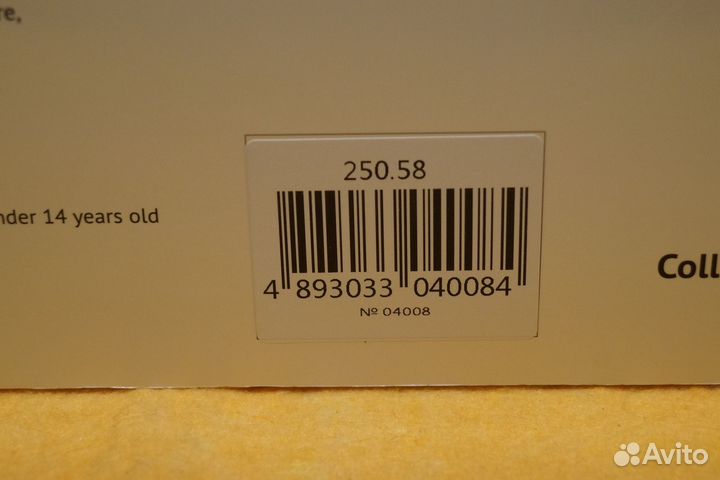 re,
250.58
nder 14 years old
Coll
4 893033 040084
№ 04008
Avito